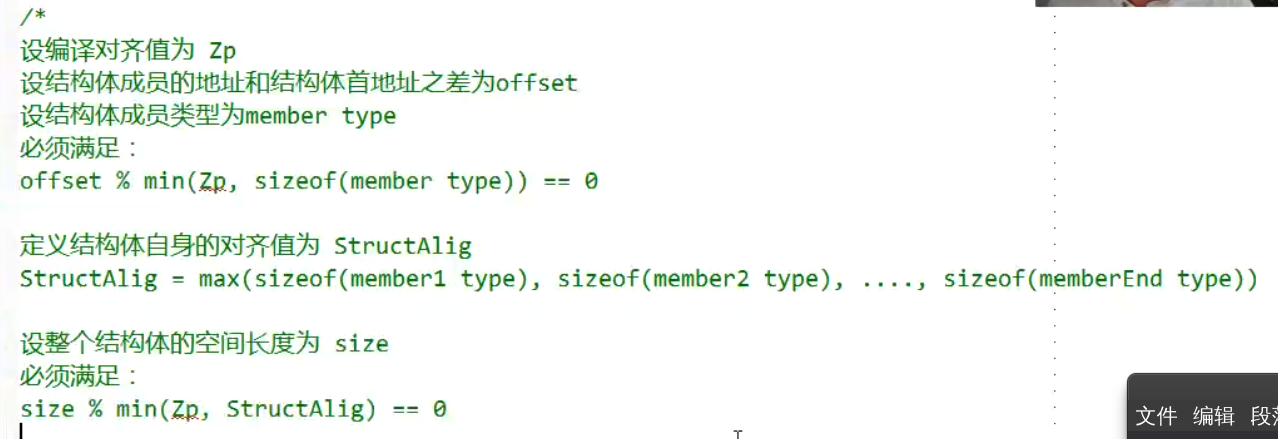 /*
设编译对齐值为 Zp
设结构体成员的地址和结构体首地址之差为offset
设结构体成员类型为member type
必须满足：
offset % min(Zp, sizeof(member type)) == 0
定义结构体自身的对齐值为 StructAlig
StructAlig = max(sizeof(member1 type), sizeof(member2 type), ...., sizeof(memberEnd type))
设整个结构体的空间长度为 size
必须满足：
size % min(Zp, StructAlig) == 0
文件 编辑